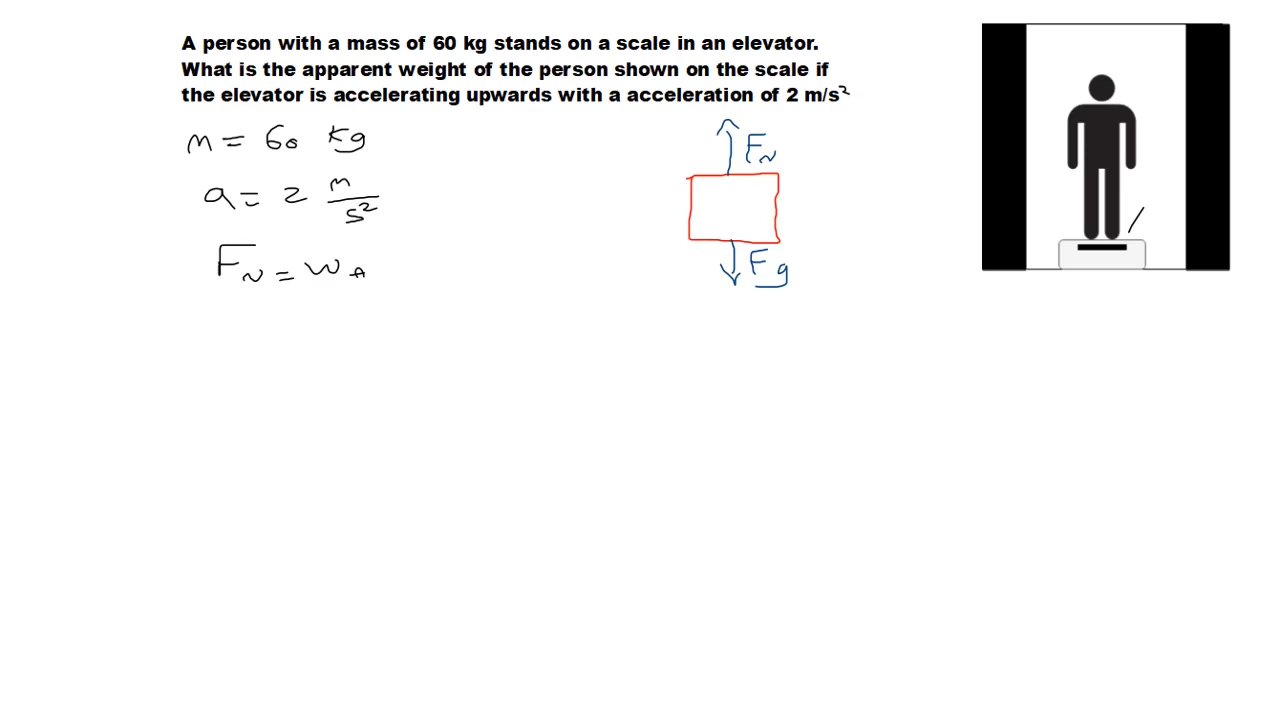 A person with a mass of 60 kg stands on a scale in an elevator.
What is the apparent weight of the person shown on the scale if
the elevator is accelerating upwards with a acceleration of 2 m/s²
m = 60 kg
a = 2 m/s²
F_N = W_A
F_N
F_g